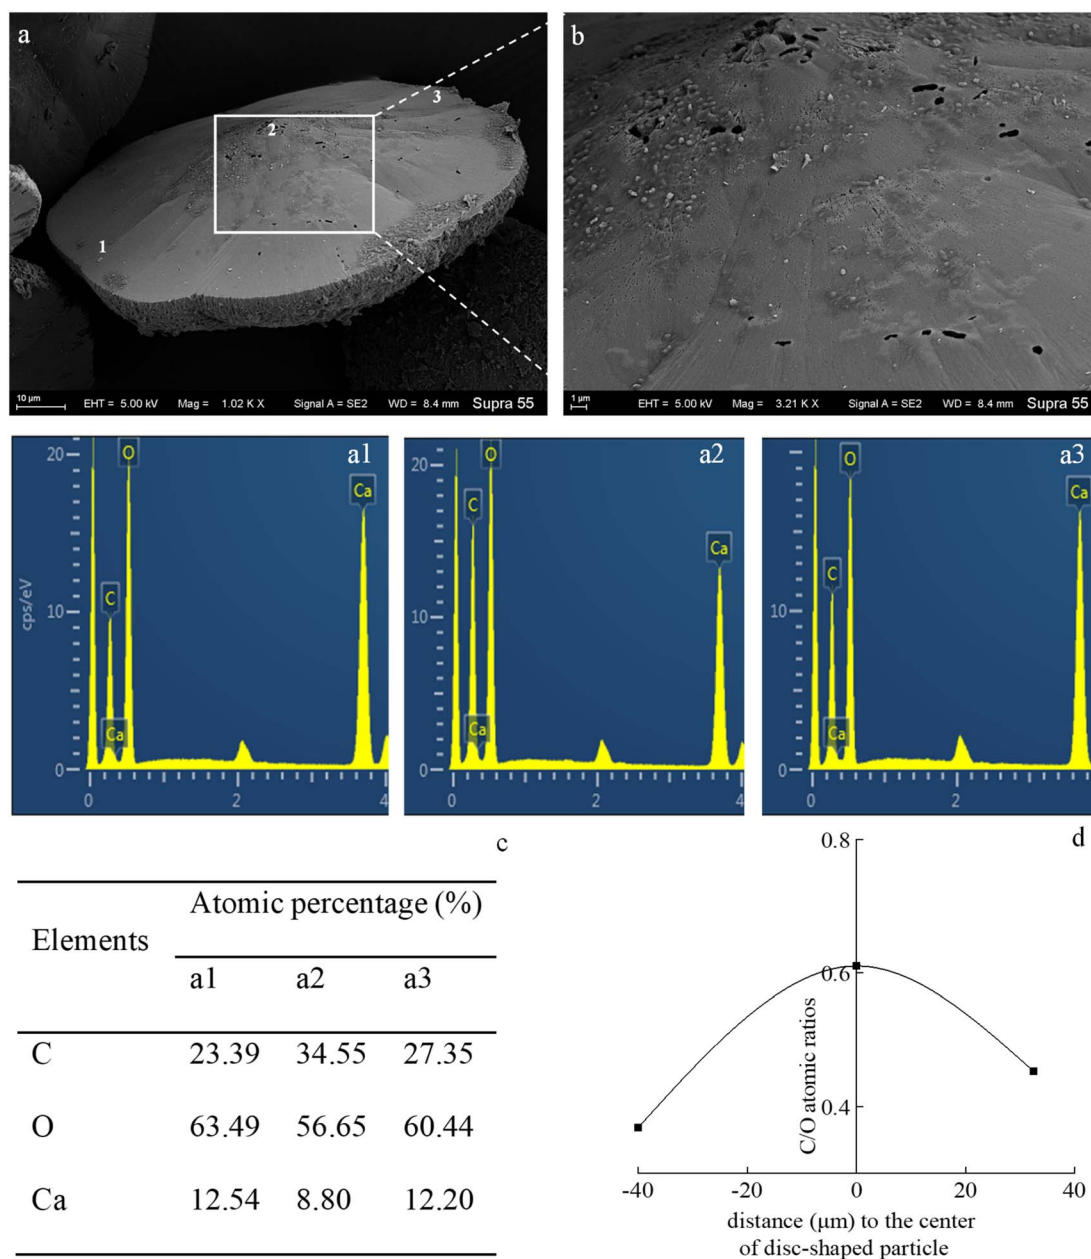 a
1
2
3
10 µm
EHT = 5.00 kV Mag = 1.02 K X Signal A = SE2 WD = 8.4 mm Supra 55
b
1 µm
EHT = 5.00 kV Mag = 3.21 K X Signal A = SE2 WD = 8.4 mm Supra 55
a1
20
10
0
cps/eV
C
O
Ca
Ca
0 2 4
a2
20
10
0
C
O
Ca
Ca
0 2 4
a3
10
0
C
O
Ca
Ca
0 2
c
Elements
Atomic percentage (%)
a1 a2 a3
C 23.39 34.55 27.35
O 63.49 56.65 60.44
Ca 12.54 8.80 12.20
d
0.8
0.6
0.4
C/O atomic ratios
-40 -20 0 20 40
distance (µm) to the center
of disc-shaped particle